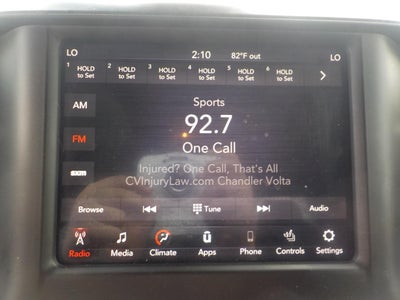 LO 2:10 82°F out LO
1 HOLD to Set 2 HOLD to Set 3 HOLD to Set 4 HOLD to Set 5 HOLD to Set 6 HOLD to Set
AM
Sports
92.7
FM
One Call
Injured? One Call, That's All
SXM
CVInjuryLaw.com Chandler Volta
Browse Tune Audio
Radio Media Climate Apps Phone Controls Settings